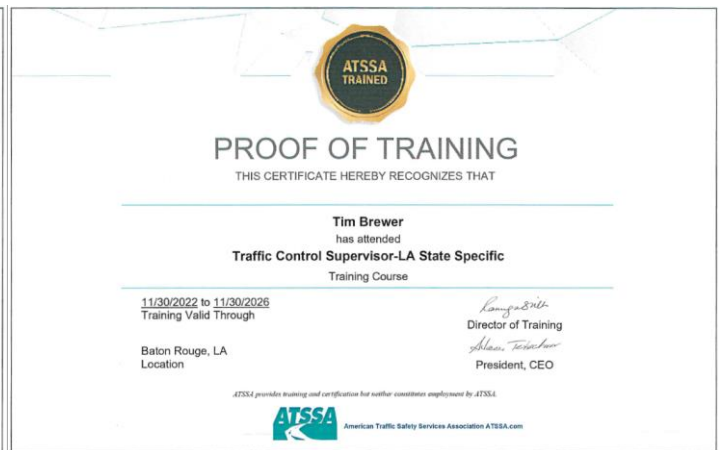 ATSSA
TRAINED
PROOF OF TRAINING
THIS CERTIFICATE HEREBY RECOGNIZES THAT
Tim Brewer
has attended
Traffic Control Supervisor-LA State Specific
Training Course
11/30/2022 to 11/30/2026
Training Valid Through
Director of Training
Baton Rouge, LA
Location
President, CEO
ATSSA provides training and certification but neither constitutes employment by ATSSA.
ATSSA
American Traffic Safety Services Association ATSSA.com